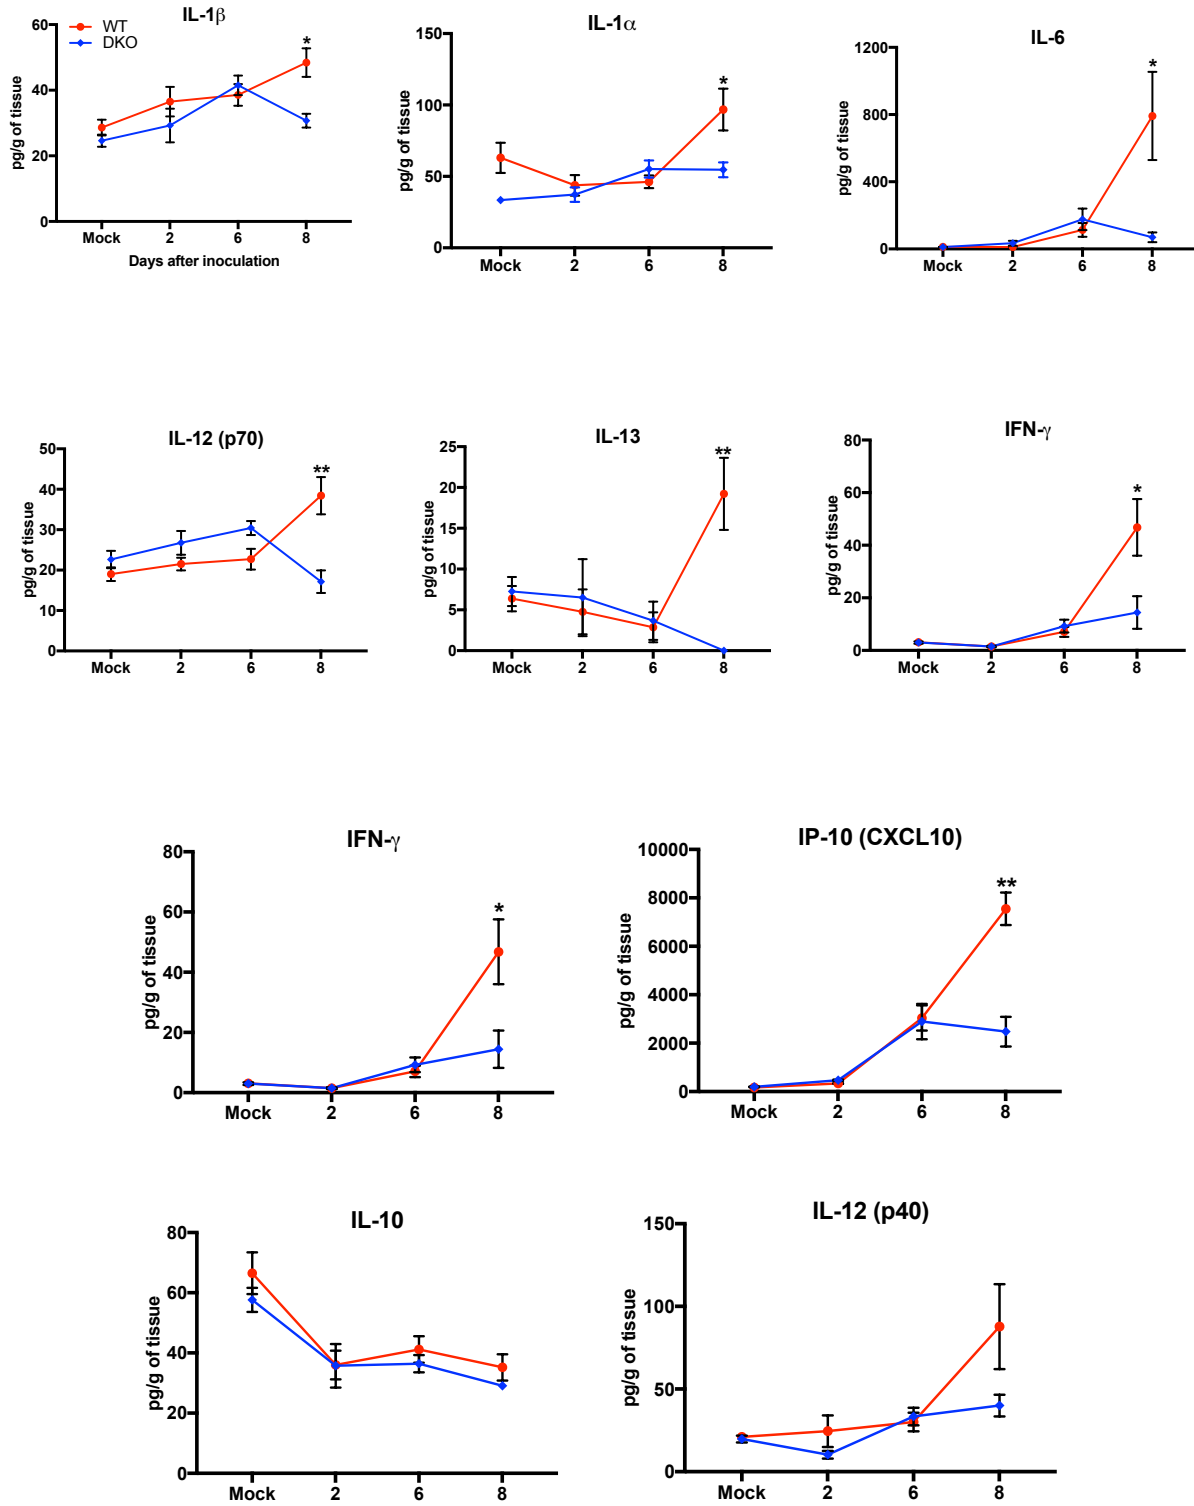 IL-1β
WT
DKO
*
60
40
20
0
pg/g of tissue
Mock 2 6 8
Days after inoculation
IL-1α
*
150
100
50
0
pg/g of tissue
Mock 2 6 8
IL-6
*
1200
800
400
0
pg/g of tissue
Mock 2 6 8
IL-12 (p70)
**
50
40
30
20
10
0
pg/g of tissue
Mock 2 6 8
IL-13
**
25
20
15
10
5
0
pg/g of tissue
Mock 2 6 8
IFN-γ
*
80
60
40
20
0
pg/g of tissue
Mock 2 6 8
IFN-γ
*
80
60
40
20
0
pg/g of tissue
Mock 2 6 8
IP-10 (CXCL10)
**
10000
8000
6000
4000
2000
0
pg/g of tissue
Mock 2 6 8
IL-10
80
60
40
20
0
pg/g of tissue
Mock 2 6 8
IL-12 (p40)
150
100
50
0
pg/g of tissue
Mock 2 6 8